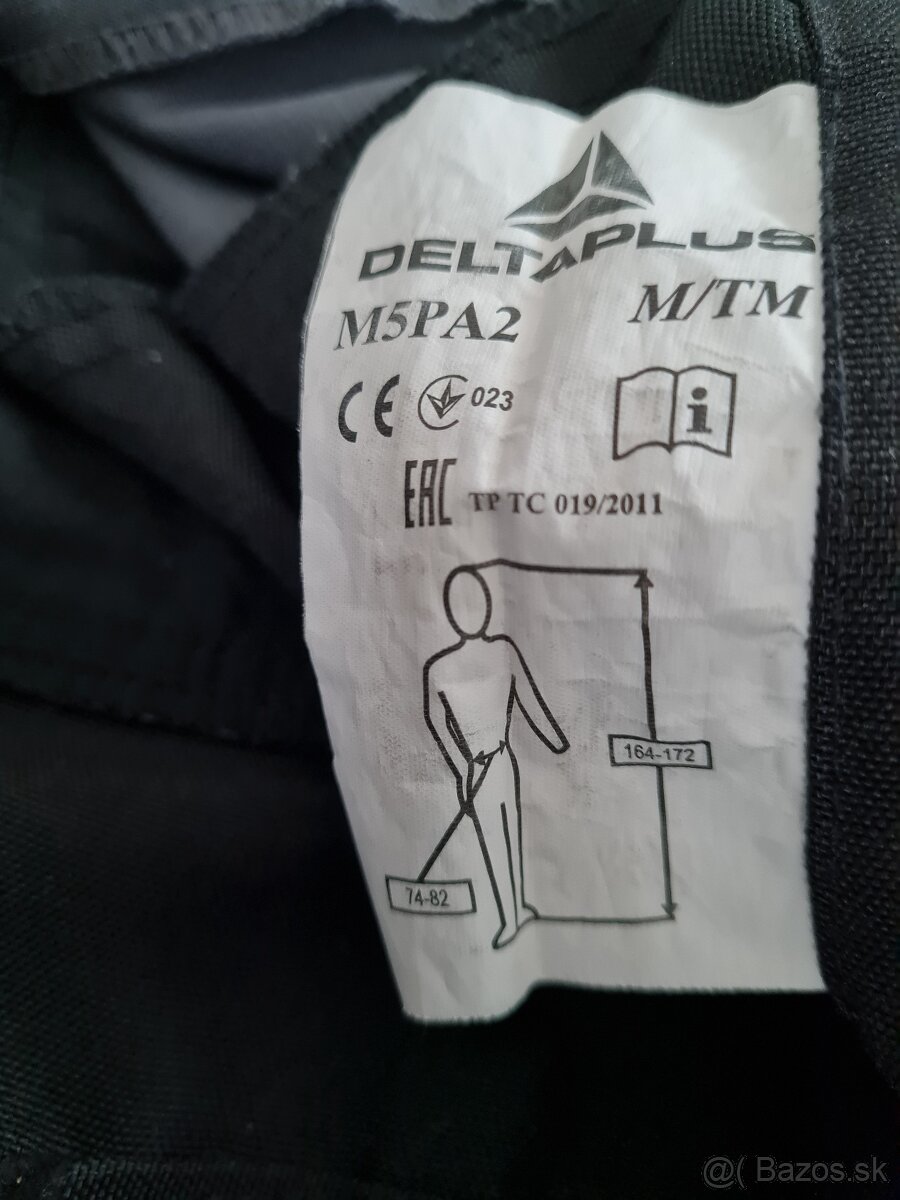 DELTAPLUS
M5PA2 M/TM
CE 023 i
EAC TP TC 019/2011
164-172
74-82
@( Bazos.sk